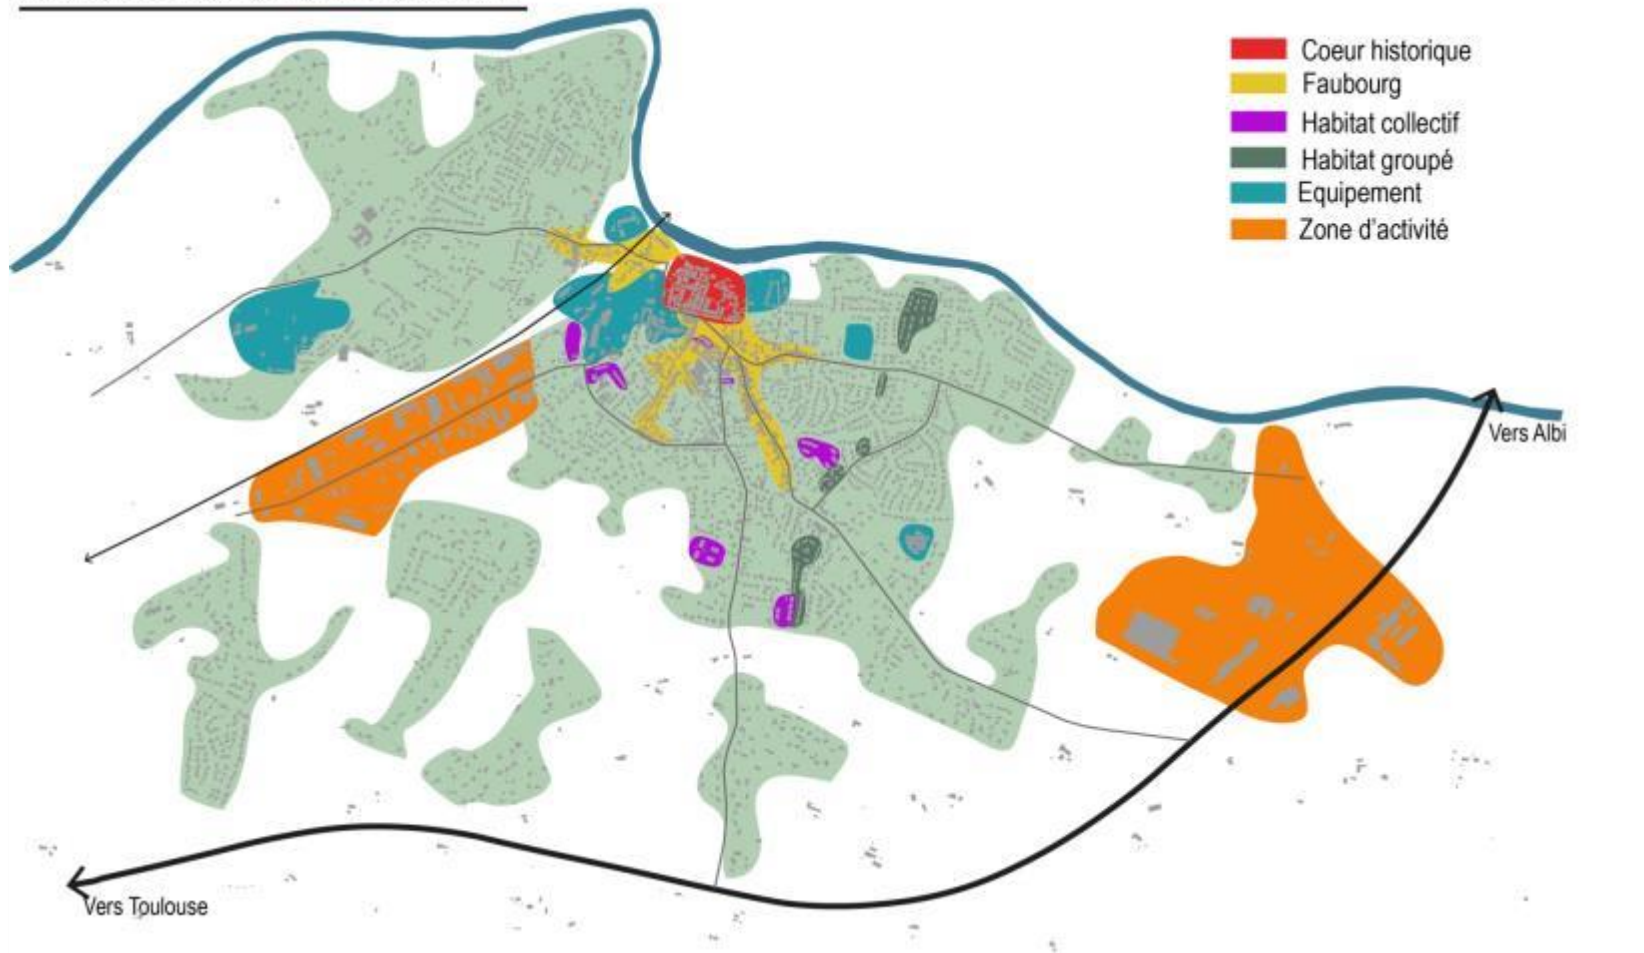 Coeur historique
Faubourg
Habitat collectif
Habitat groupé
Equipement
Zone d'activité
Vers Albi
Vers Toulouse